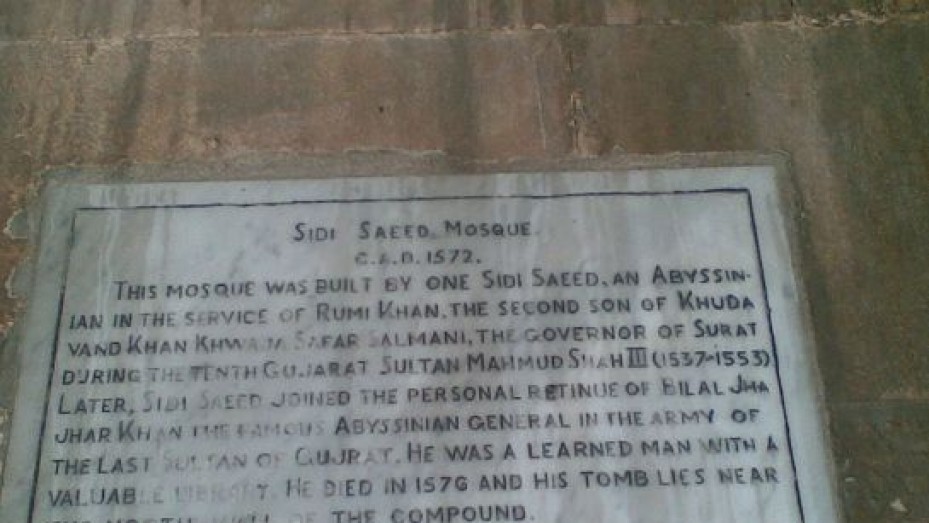 SIDI SAEED MOSQUE.
C.A.D. 1572.
THIS MOSQUE WAS BUILT BY ONE SIDI SAEED, AN ABYSSIN-
IAN IN THE SERVICE OF RUMI KHAN, THE SECOND SON OF KHUDA
VAND KHAN KHWAJA SAFAR SALMANI, THE GOVERNOR OF SURAT
DURING THE TENTH GUJARAT SULTAN MAHMUD SHAH III (1537-1553)
LATER, SIDI SAEED JOINED THE PERSONAL RETINUE OF BILAL JHA
JHAR KHAN THE FAMOUS ABYSSINIAN GENERAL IN THE ARMY OF
THE LAST SULTAN OF GUJRAT. HE WAS A LEARNED MAN WITH A
VALUABLE LIBRARY. HE DIED IN 1576 AND HIS TOMB LIES NEAR
NORTH WALL OF THE COMPOUND.